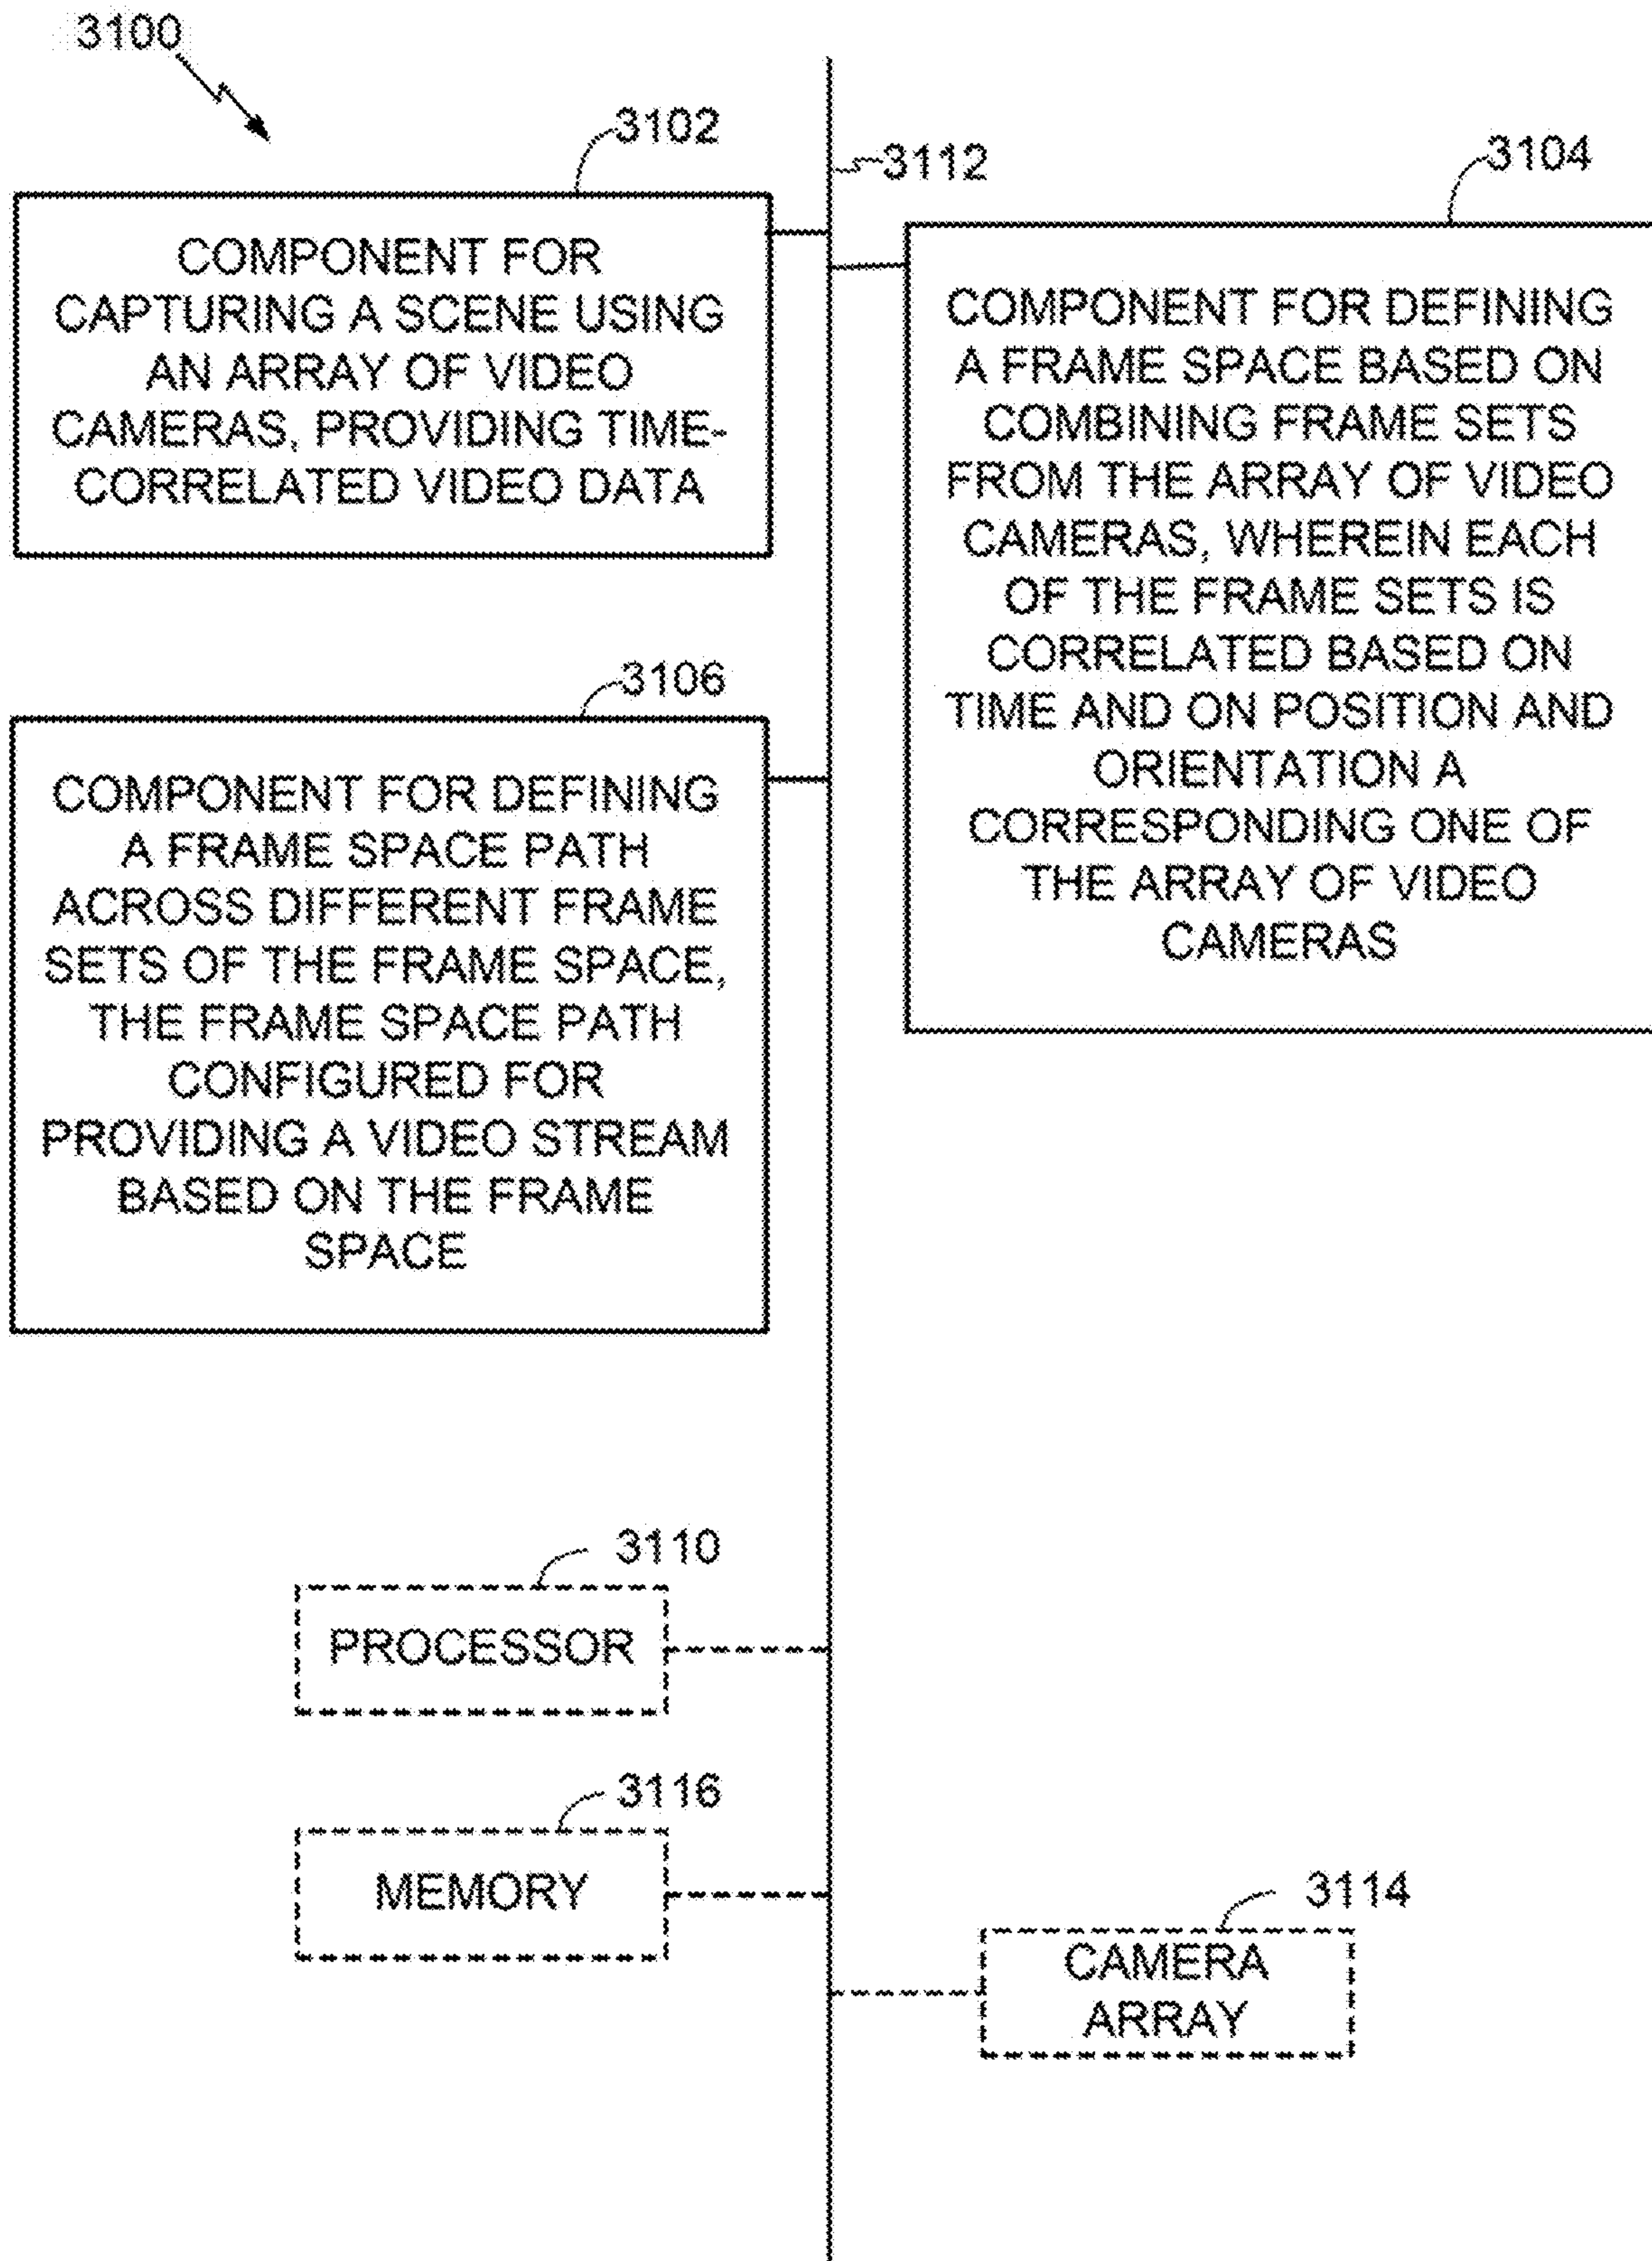 3100
3102
3112
3104
COMPONENT FOR
CAPTURING A SCENE USING
AN ARRAY OF VIDEO
CAMERAS, PROVIDING TIME-
CORRELATED VIDEO DATA
COMPONENT FOR DEFINING
A FRAME SPACE BASED ON
COMBINING FRAME SETS
FROM THE ARRAY OF VIDEO
CAMERAS, WHEREIN EACH
OF THE FRAME SETS IS
CORRELATED BASED ON
TIME AND ON POSITION AND
ORIENTATION A
CORRESPONDING ONE OF
THE ARRAY OF VIDEO
CAMERAS
3106
COMPONENT FOR DEFINING
A FRAME SPACE PATH
ACROSS DIFFERENT FRAME
SETS OF THE FRAME SPACE,
THE FRAME SPACE PATH
CONFIGURED FOR
PROVIDING A VIDEO STREAM
BASED ON THE FRAME
SPACE
3110
PROCESSOR
3116
MEMORY
3114
CAMERA
ARRAY